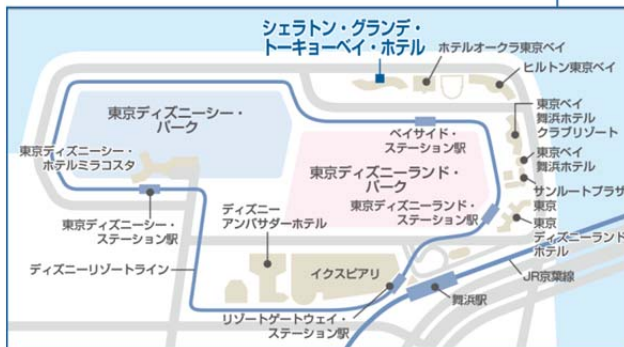 シェラトン・グランデ・
トーキョーベイ・ホテル
ホテルオークラ東京ベイ
ヒルトン東京ベイ
東京ディズニーシー・
パーク
ベイサイド・
ステーション駅
東京ベイ
舞浜ホテル
クラブリゾート
東京ディズニーシー・
ホテルミラコスタ
東京ディズニーランド・
パーク
東京ベイ
舞浜ホテル
サンルートプラザ
東京
東京ディズニーシー・
ステーション駅
ディズニー
アンバサダーホテル
東京ディズニーランド・
ステーション駅
東京
ディズニーランド
ホテル
ディズニーリゾートライン
イクスピアリ
JR京葉線
リゾートゲートウェイ・
ステーション駅
舞浜駅